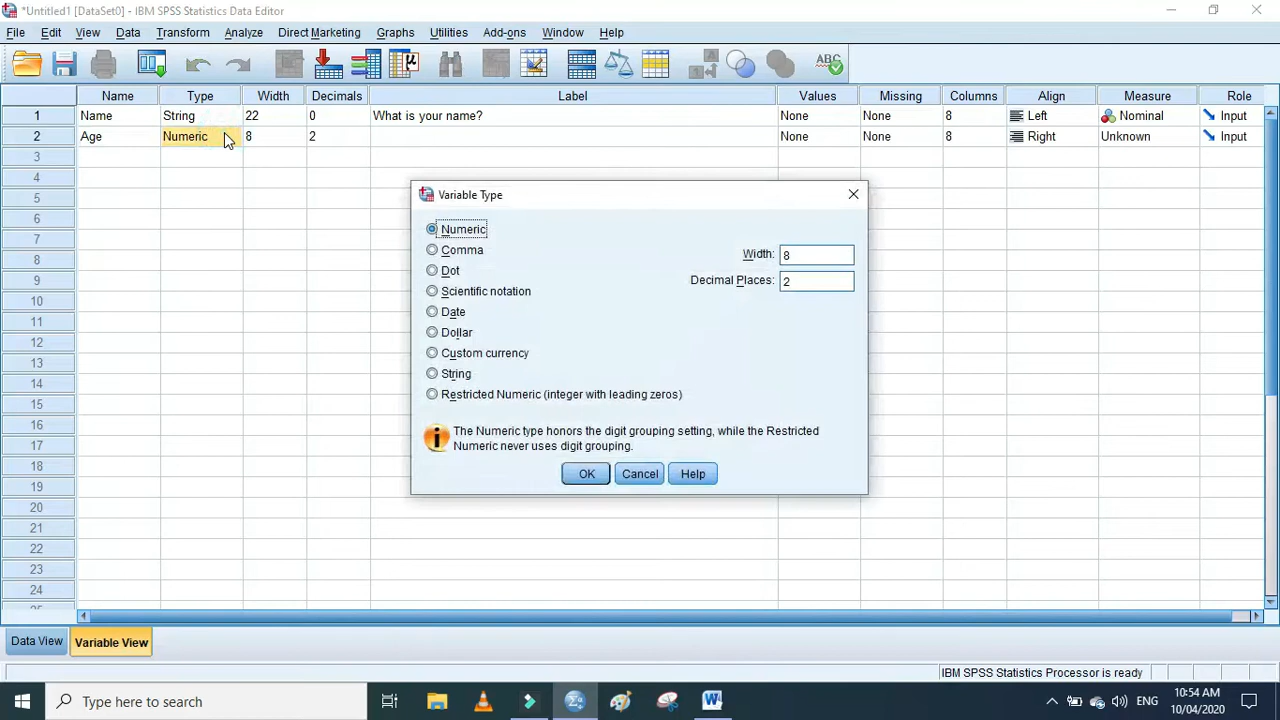 *Untitled1 [DataSet0] - IBM SPSS Statistics Data Editor
File Edit View Data Transform Analyze Direct Marketing Graphs Utilities Add-ons Window Help
Name Type Width Decimals Label Values Missing Columns Align Measure Role
1 Name String 22 0 What is your name? None None 8 Left Nominal Input
2 Age Numeric 8 2 None None 8 Right Unknown Input
3
4
5
6
7
8
9
10
11
12
13
14
15
16
17
18
19
20
21
22
23
24
Variable Type
Numeric
Comma
Dot
Scientific notation
Date
Dollar
Custom currency
String
Restricted Numeric (integer with leading zeros)
Width: 8
Decimal Places: 2
The Numeric type honors the digit grouping setting, while the Restricted
Numeric never uses digit grouping.
OK Cancel Help
Data View Variable View
IBM SPSS Statistics Processor is ready
Type here to search
ENG
10:54 AM
10/04/2020